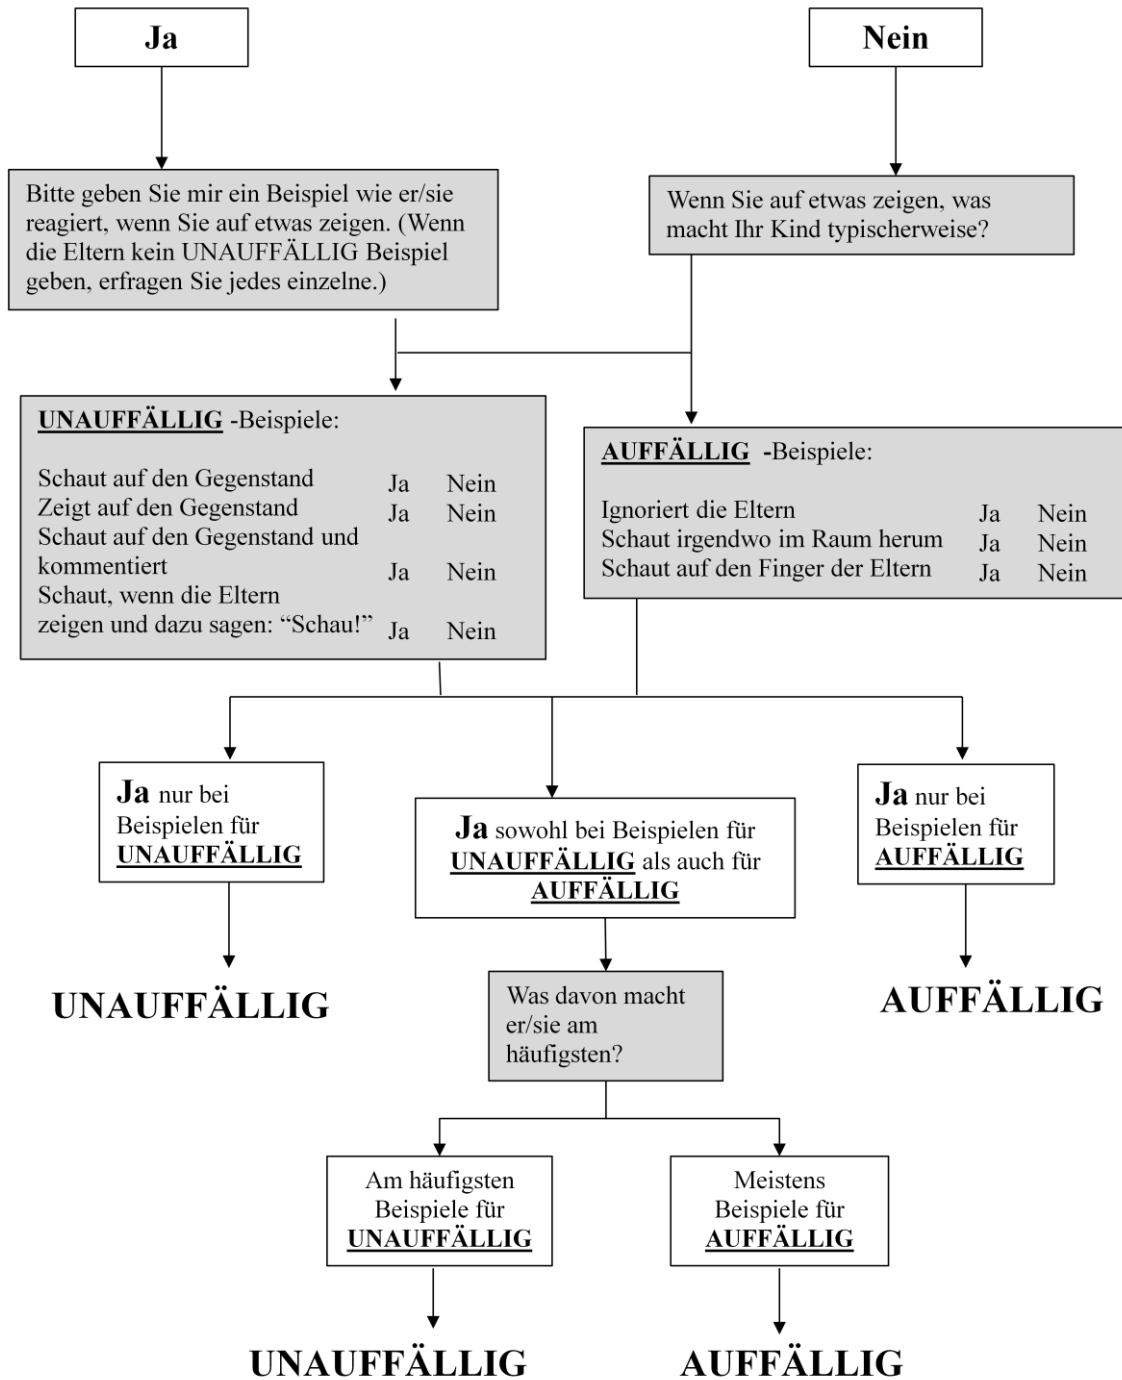 Ja
Nein
Bitte geben Sie mir ein Beispiel wie er/sie
reagiert, wenn Sie auf etwas zeigen. (Wenn
die Eltern kein UNAUFFÄLLIG Beispiel
geben, erfragen Sie jedes einzelne.)
Wenn Sie auf etwas zeigen, was
macht Ihr Kind typischerweise?
UNAUFFÄLLIG -Beispiele:
Schaut auf den Gegenstand Ja Nein
Zeigt auf den Gegenstand Ja Nein
Schaut auf den Gegenstand und
kommentiert Ja Nein
Schaut, wenn die Eltern
zeigen und dazu sagen: “Schau!” Ja Nein
AUFFÄLLIG -Beispiele:
Ignoriert die Eltern Ja Nein
Schaut irgendwo im Raum herum Ja Nein
Schaut auf den Finger der Eltern Ja Nein
Ja nur bei
Beispielen für
UNAUFFÄLLIG
Ja sowohl bei Beispielen für
UNAUFFÄLLIG als auch für
AUFFÄLLIG
Ja nur bei
Beispielen für
AUFFÄLLIG
UNAUFFÄLLIG
AUFFÄLLIG
Was davon macht
er/sie am
häufigsten?
Am häufigsten
Beispiele für
UNAUFFÄLLIG
Meistens
Beispiele für
AUFFÄLLIG
UNAUFFÄLLIG
AUFFÄLLIG